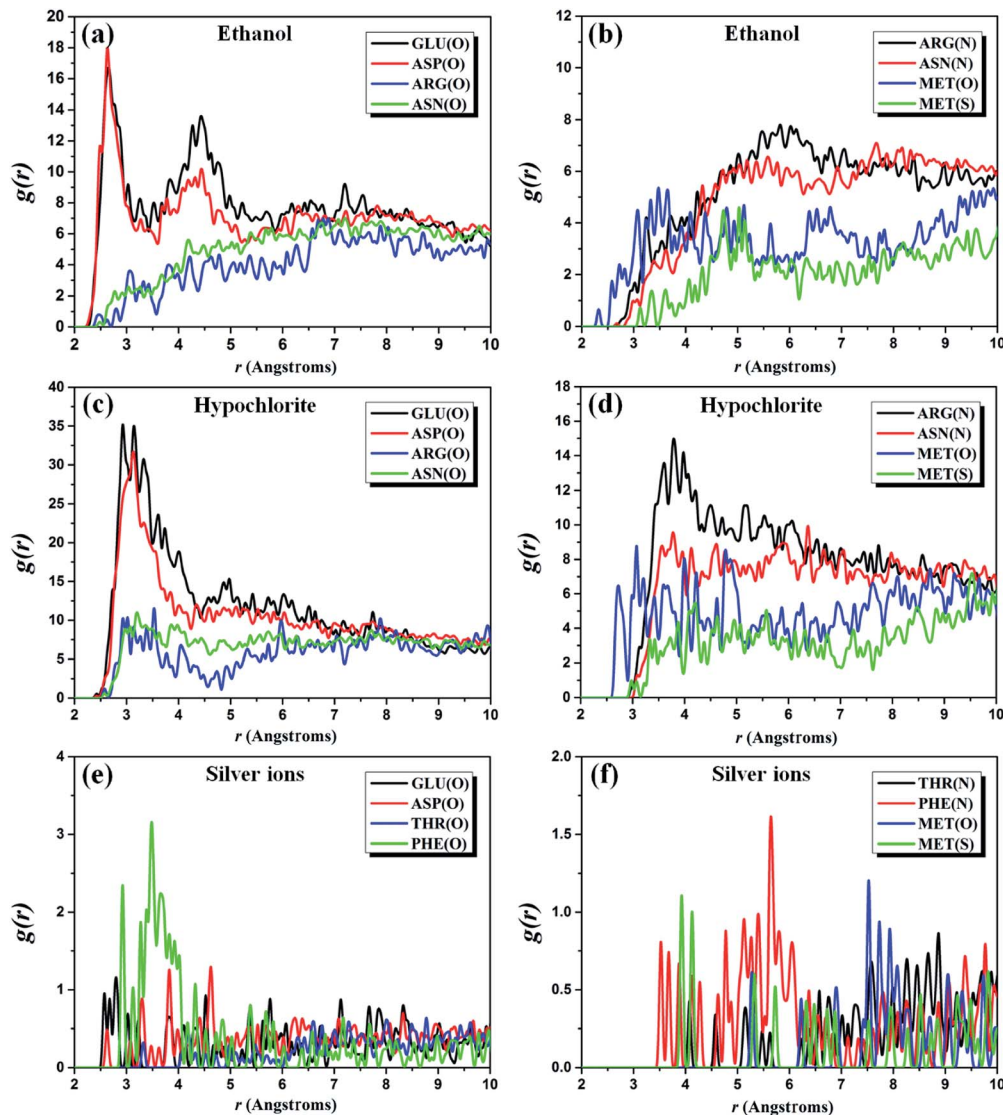 (a)
Ethanol
GLU(O)
ASP(O)
ARG(O)
ASN(O)
g(r)
20
18
16
14
12
10
8
6
4
2
0
2 3 4 5 6 7 8 9 10
r (Angstroms)
(b)
Ethanol
ARG(N)
ASN(N)
MET(O)
MET(S)
g(r)
12
10
8
6
4
2
0
2 3 4 5 6 7 8 9 10
r (Angstroms)
(c)
Hypochlorite
GLU(O)
ASP(O)
ARG(O)
ASN(O)
g(r)
40
35
30
25
20
15
10
5
0
2 3 4 5 6 7 8 9 10
r (Angstroms)
(d)
Hypochlorite
ARG(N)
ASN(N)
MET(O)
MET(S)
g(r)
18
16
14
12
10
8
6
4
2
0
2 3 4 5 6 7 8 9 10
r (Angstroms)
(e)
Silver ions
GLU(O)
ASP(O)
THR(O)
PHE(O)
g(r)
4
3
2
1
0
2 3 4 5 6 7 8 9 10
r (Angstroms)
(f)
Silver ions
THR(N)
PHE(N)
MET(O)
MET(S)
g(r)
2.0
1.5
1.0
0.5
0.0
2 3 4 5 6 7 8 9 10
r (Angstroms)